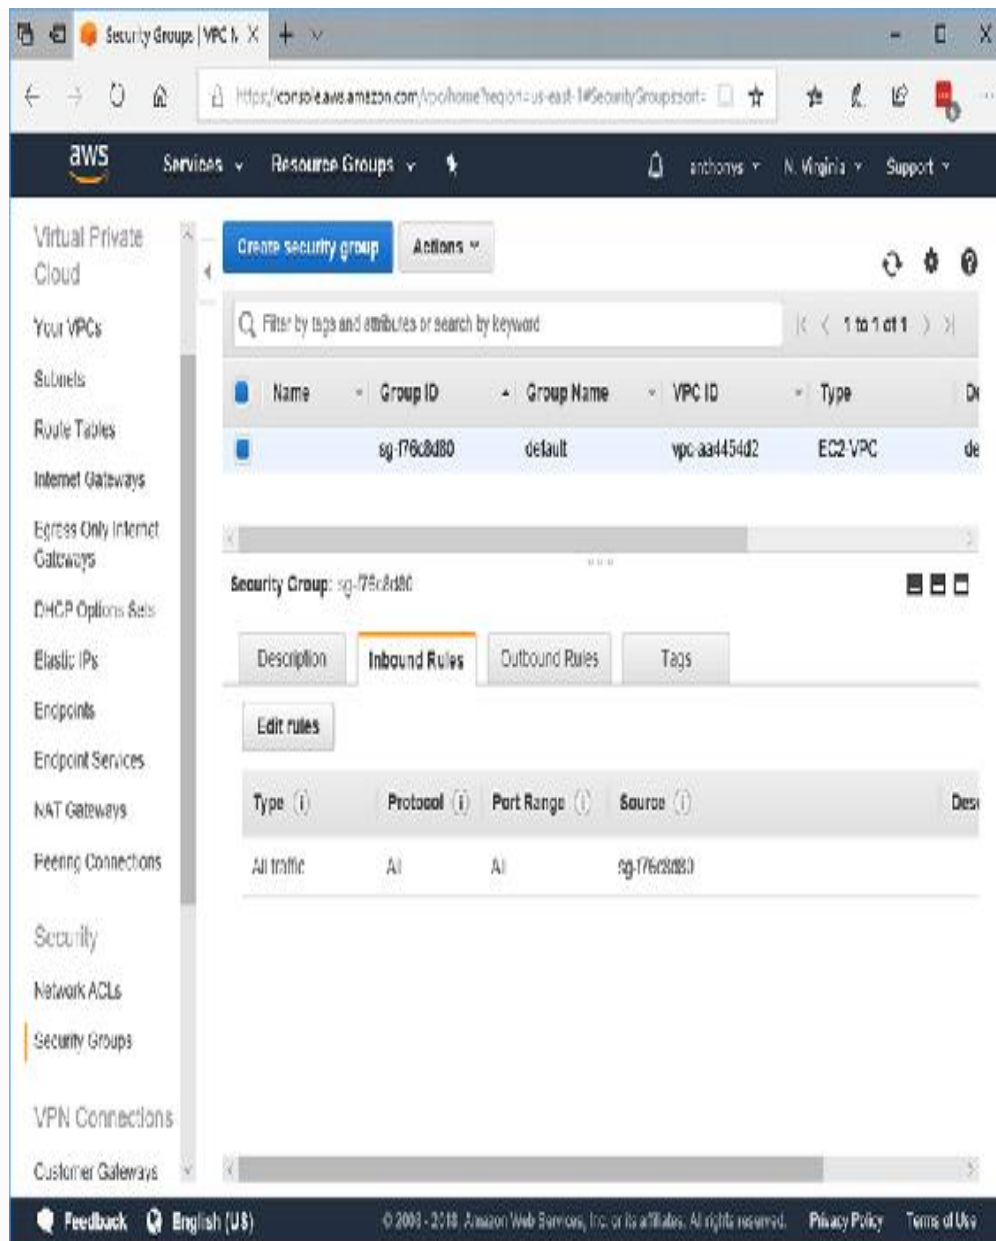 Security Groups | VPC M
https://console.aws.amazon.com/vpc/home?region=us-east-1#SecurityGroups:sort=
aws Services Resource Groups anthonys N. Virginia Support
Virtual Private Cloud
Your VPCs
Subnets
Route Tables
Internet Gateways
Egress Only Internet Gateways
DHCP Options Sets
Elastic IPs
Endpoints
Endpoint Services
NAT Gateways
Peering Connections
Security
Network ACLs
Security Groups
VPN Connections
Customer Gateways
Create security group Actions
Filter by tags and attributes or search by keyword 1 to 1 of 1
Name Group ID Group Name VPC ID Type De
sg-f76c8d80 default vpc-aa4454d2 EC2-VPC de
Security Group: sg-f76c8d80
Description Inbound Rules Outbound Rules Tags
Edit rules
Type Protocol Port Range Source Desc
All traffic All All sg-f76c8d80
Feedback English (US) © 2008 - 2018, Amazon Web Services, Inc. or its affiliates. All rights reserved. Privacy Policy Terms of Use